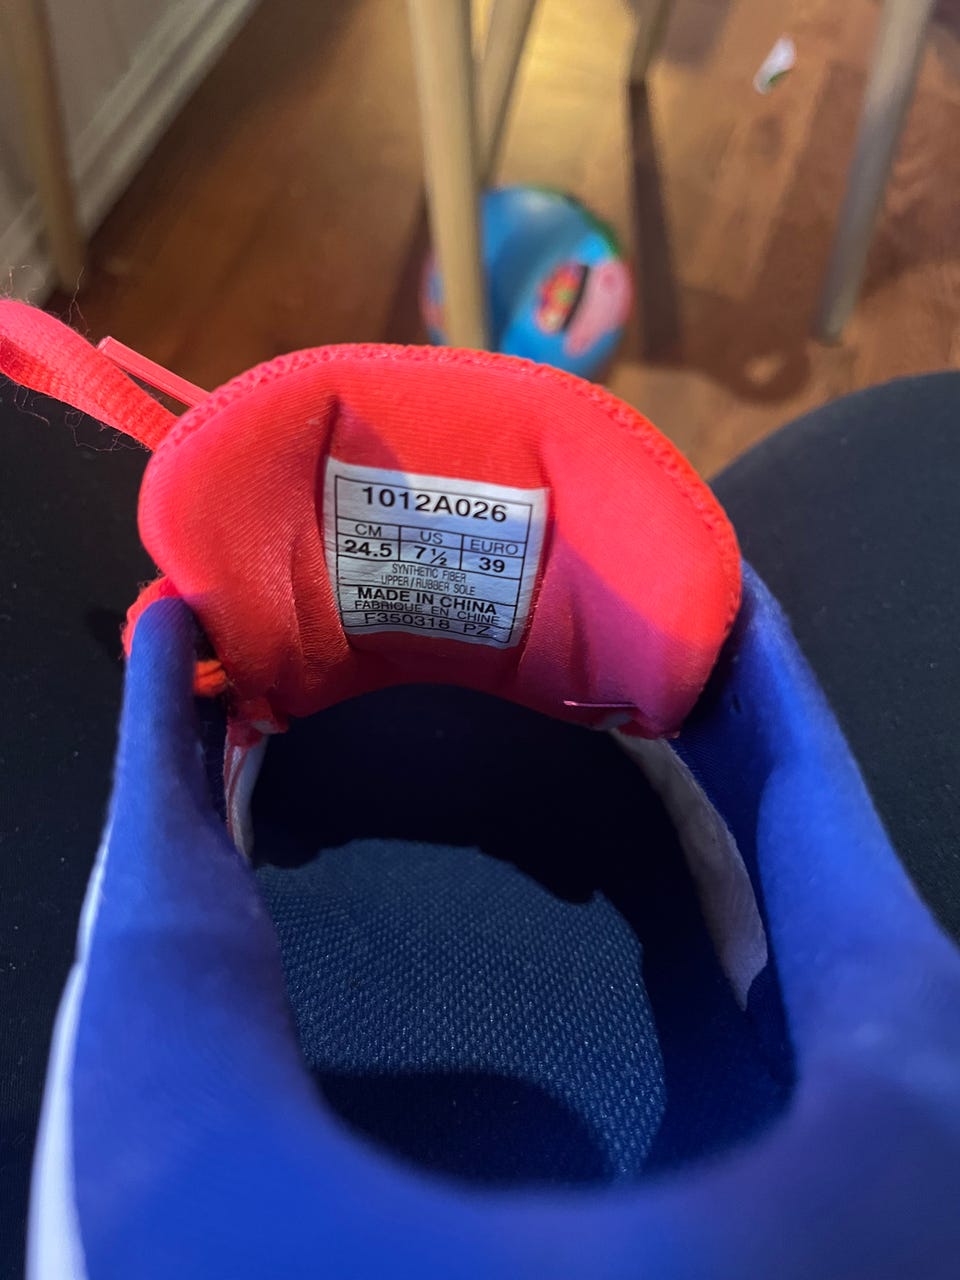 1012A026
CM US EURO
24.5 7½ 39
SYNTHETIC FIBER
UPPER/RUBBER SOLE
MADE IN CHINA
FABRIQUE EN CHINE
F350318 PZ